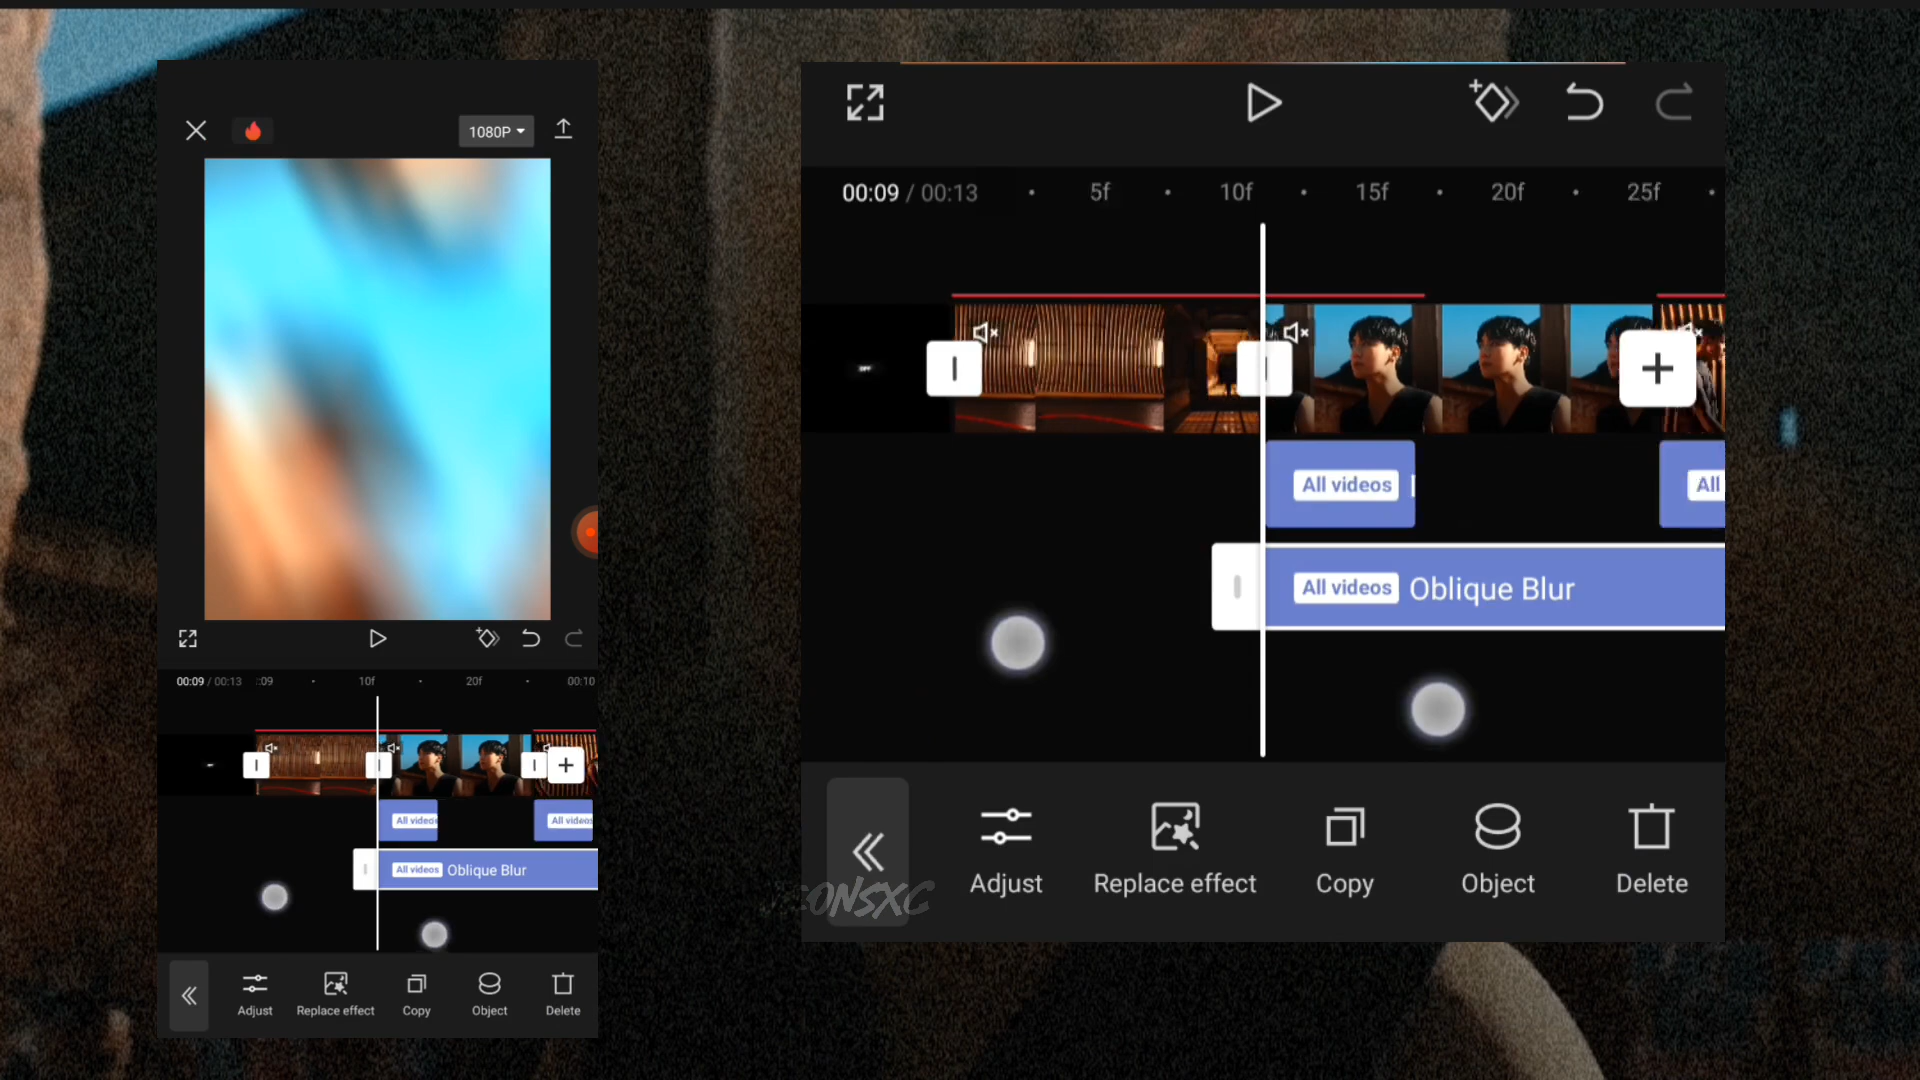 1080P
00:09 / 00:13 :09 10f 20f 00:10
All videos
All videos
All videos Oblique Blur
Adjust Replace effect Copy Object Delete
00:09 / 00:13 5f 10f 15f 20f 25f
OFF
All videos
All
All videos Oblique Blur
Adjust Replace effect Copy Object Delete
ONSXC